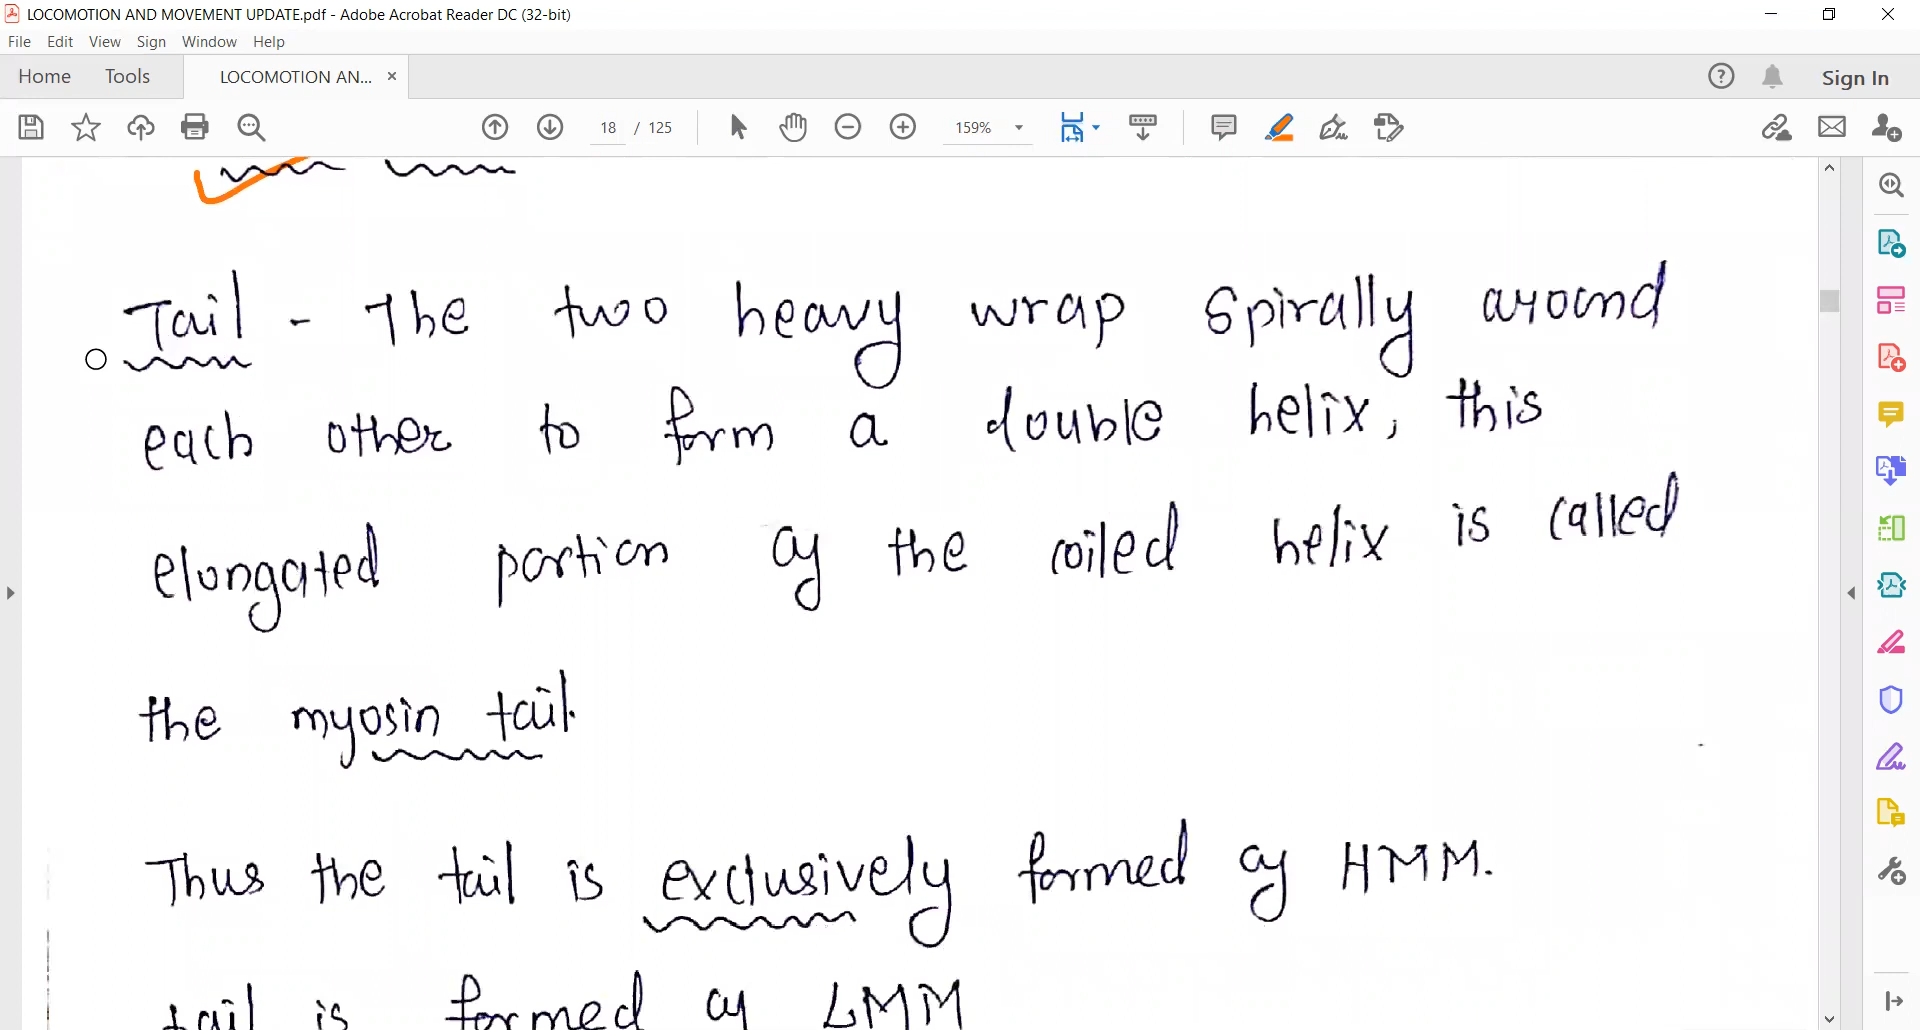 LOCOMOTION AND MOVEMENT UPDATE.pdf - Adobe Acrobat Reader DC (32-bit)
File Edit View Sign Window Help
Home Tools LOCOMOTION AN... × Sign In
18 / 125 159%
Tail - The two heavy wrap spirally around
each other to form a double helix, this
elongated portion of the coiled helix is called
the myosin tail.
Thus the tail is exclusively formed of HMM.
tail is formed of LMM